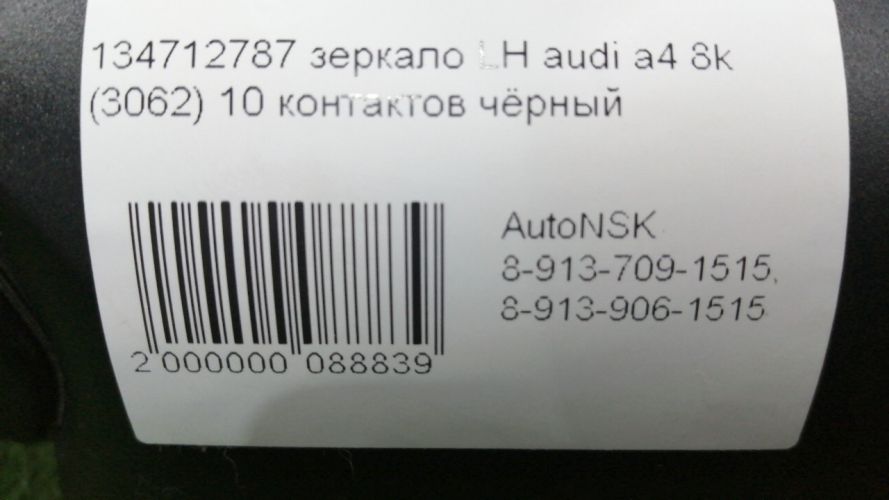 134712787 зеркало LH audi a4 8k
(3062) 10 контактов чёрный
AutoNSK
8-913-709-1515,
8-913-906-1515
2 000000 088839